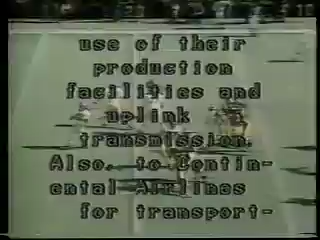 use of their
production
facilities and
uplink
transmission.
Also, to Contin-
ental Airlines
for transport-